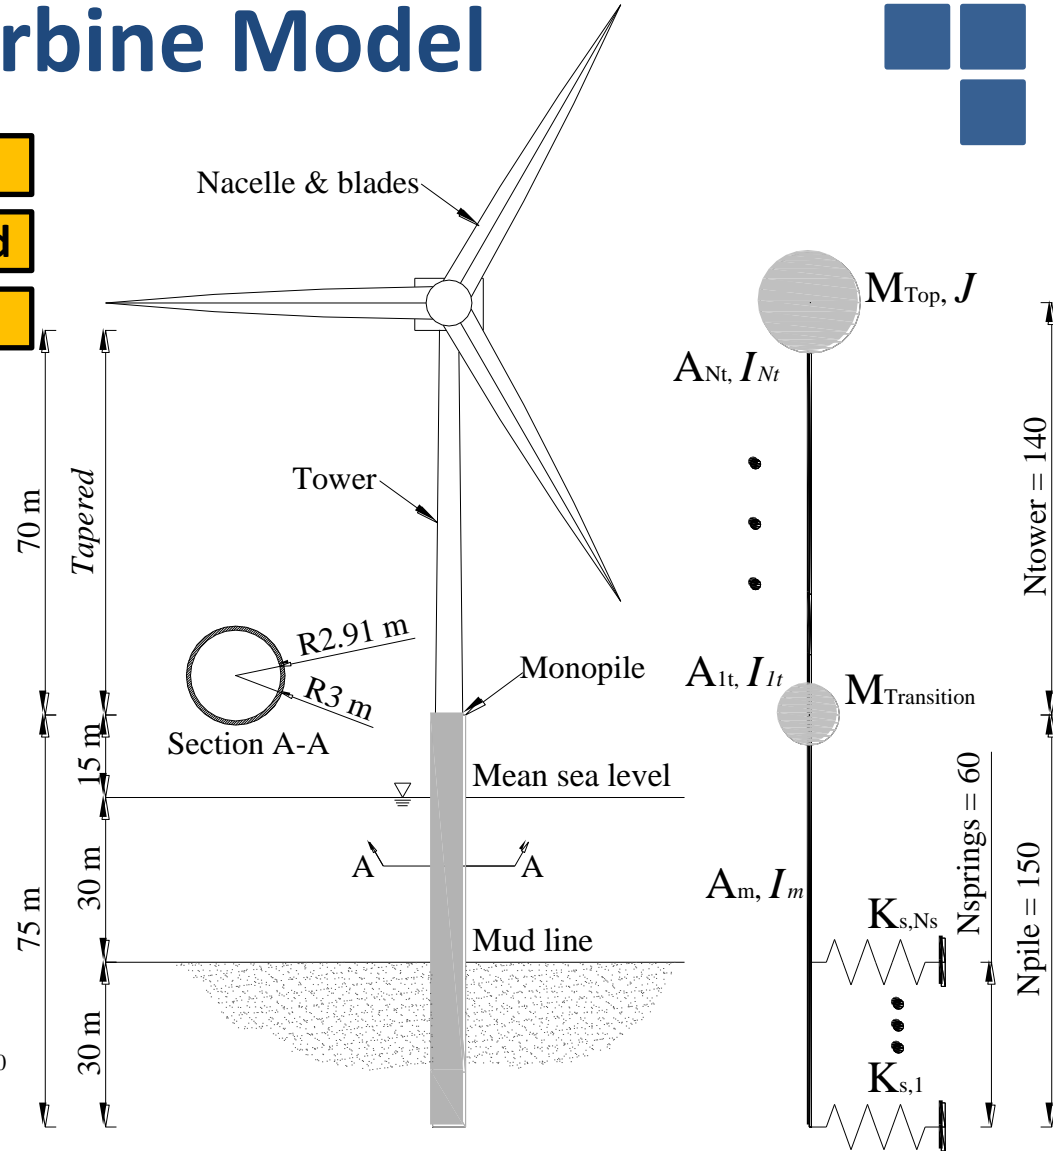 rbine Model
d
Nacelle & blades
MTop, J
ANt, INt
Tapered
70 m
Tower
Ntower = 140
R2.91 m
R3 m
Section A-A
Monopile
A1t, I1t
MTransition
15 m
Mean sea level
A A
30 m
75 m
Am, Im
Nsprings = 60
Npile = 150
Ks,Ns
Mud line
30 m
0
Ks,1